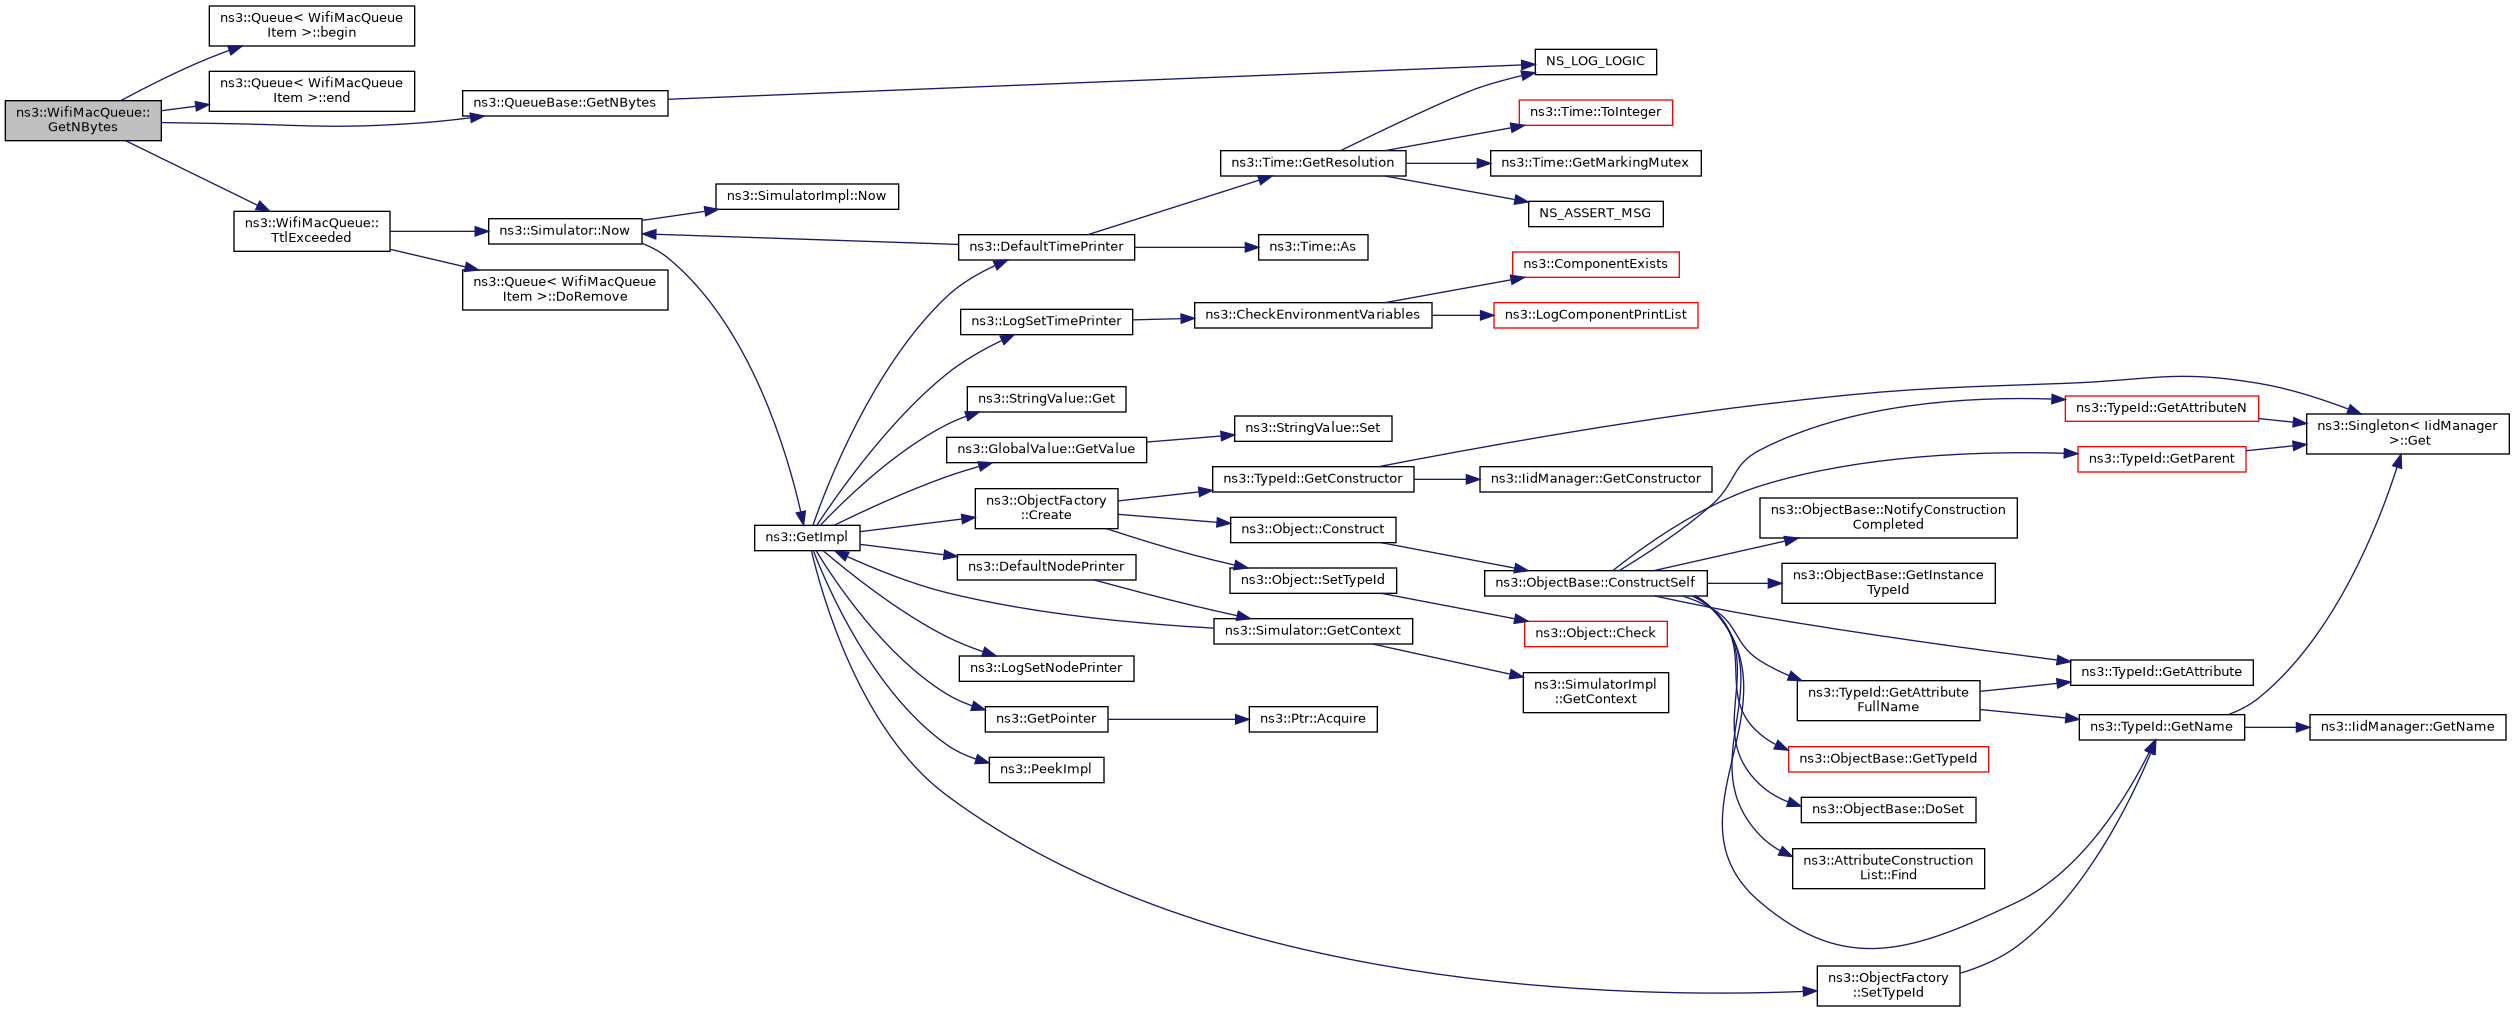 ns3::WifiMacQueue::
GetNBytes
ns3::Queue< WifiMacQueue
Item >::begin
ns3::Queue< WifiMacQueue
Item >::end
ns3::QueueBase::GetNBytes
ns3::WifiMacQueue::
TtlExceeded
ns3::Simulator::Now
ns3::Queue< WifiMacQueue
Item >::DoRemove
ns3::SimulatorImpl::Now
ns3::GetImpl
ns3::DefaultTimePrinter
ns3::LogSetTimePrinter
ns3::StringValue::Get
ns3::GlobalValue::GetValue
ns3::ObjectFactory
::Create
ns3::DefaultNodePrinter
ns3::LogSetNodePrinter
ns3::GetPointer
ns3::PeekImpl
ns3::Time::GetResolution
ns3::Time::As
ns3::CheckEnvironmentVariables
ns3::StringValue::Set
ns3::TypeId::GetConstructor
ns3::Object::Construct
ns3::Object::SetTypeId
ns3::Simulator::GetContext
ns3::Ptr::Acquire
NS_LOG_LOGIC
ns3::Time::ToInteger
ns3::Time::GetMarkingMutex
NS_ASSERT_MSG
ns3::ComponentExists
ns3::LogComponentPrintList
ns3::IidManager::GetConstructor
ns3::ObjectBase::ConstructSelf
ns3::Object::Check
ns3::SimulatorImpl
::GetContext
ns3::ObjectBase::NotifyConstruction
Completed
ns3::ObjectBase::GetInstance
TypeId
ns3::TypeId::GetAttribute
FullName
ns3::ObjectBase::GetTypeId
ns3::ObjectBase::DoSet
ns3::AttributeConstruction
List::Find
ns3::ObjectFactory
::SetTypeId
ns3::TypeId::GetAttributeN
ns3::TypeId::GetParent
ns3::TypeId::GetAttribute
ns3::TypeId::GetName
ns3::Singleton< IidManager
>::Get
ns3::IidManager::GetName